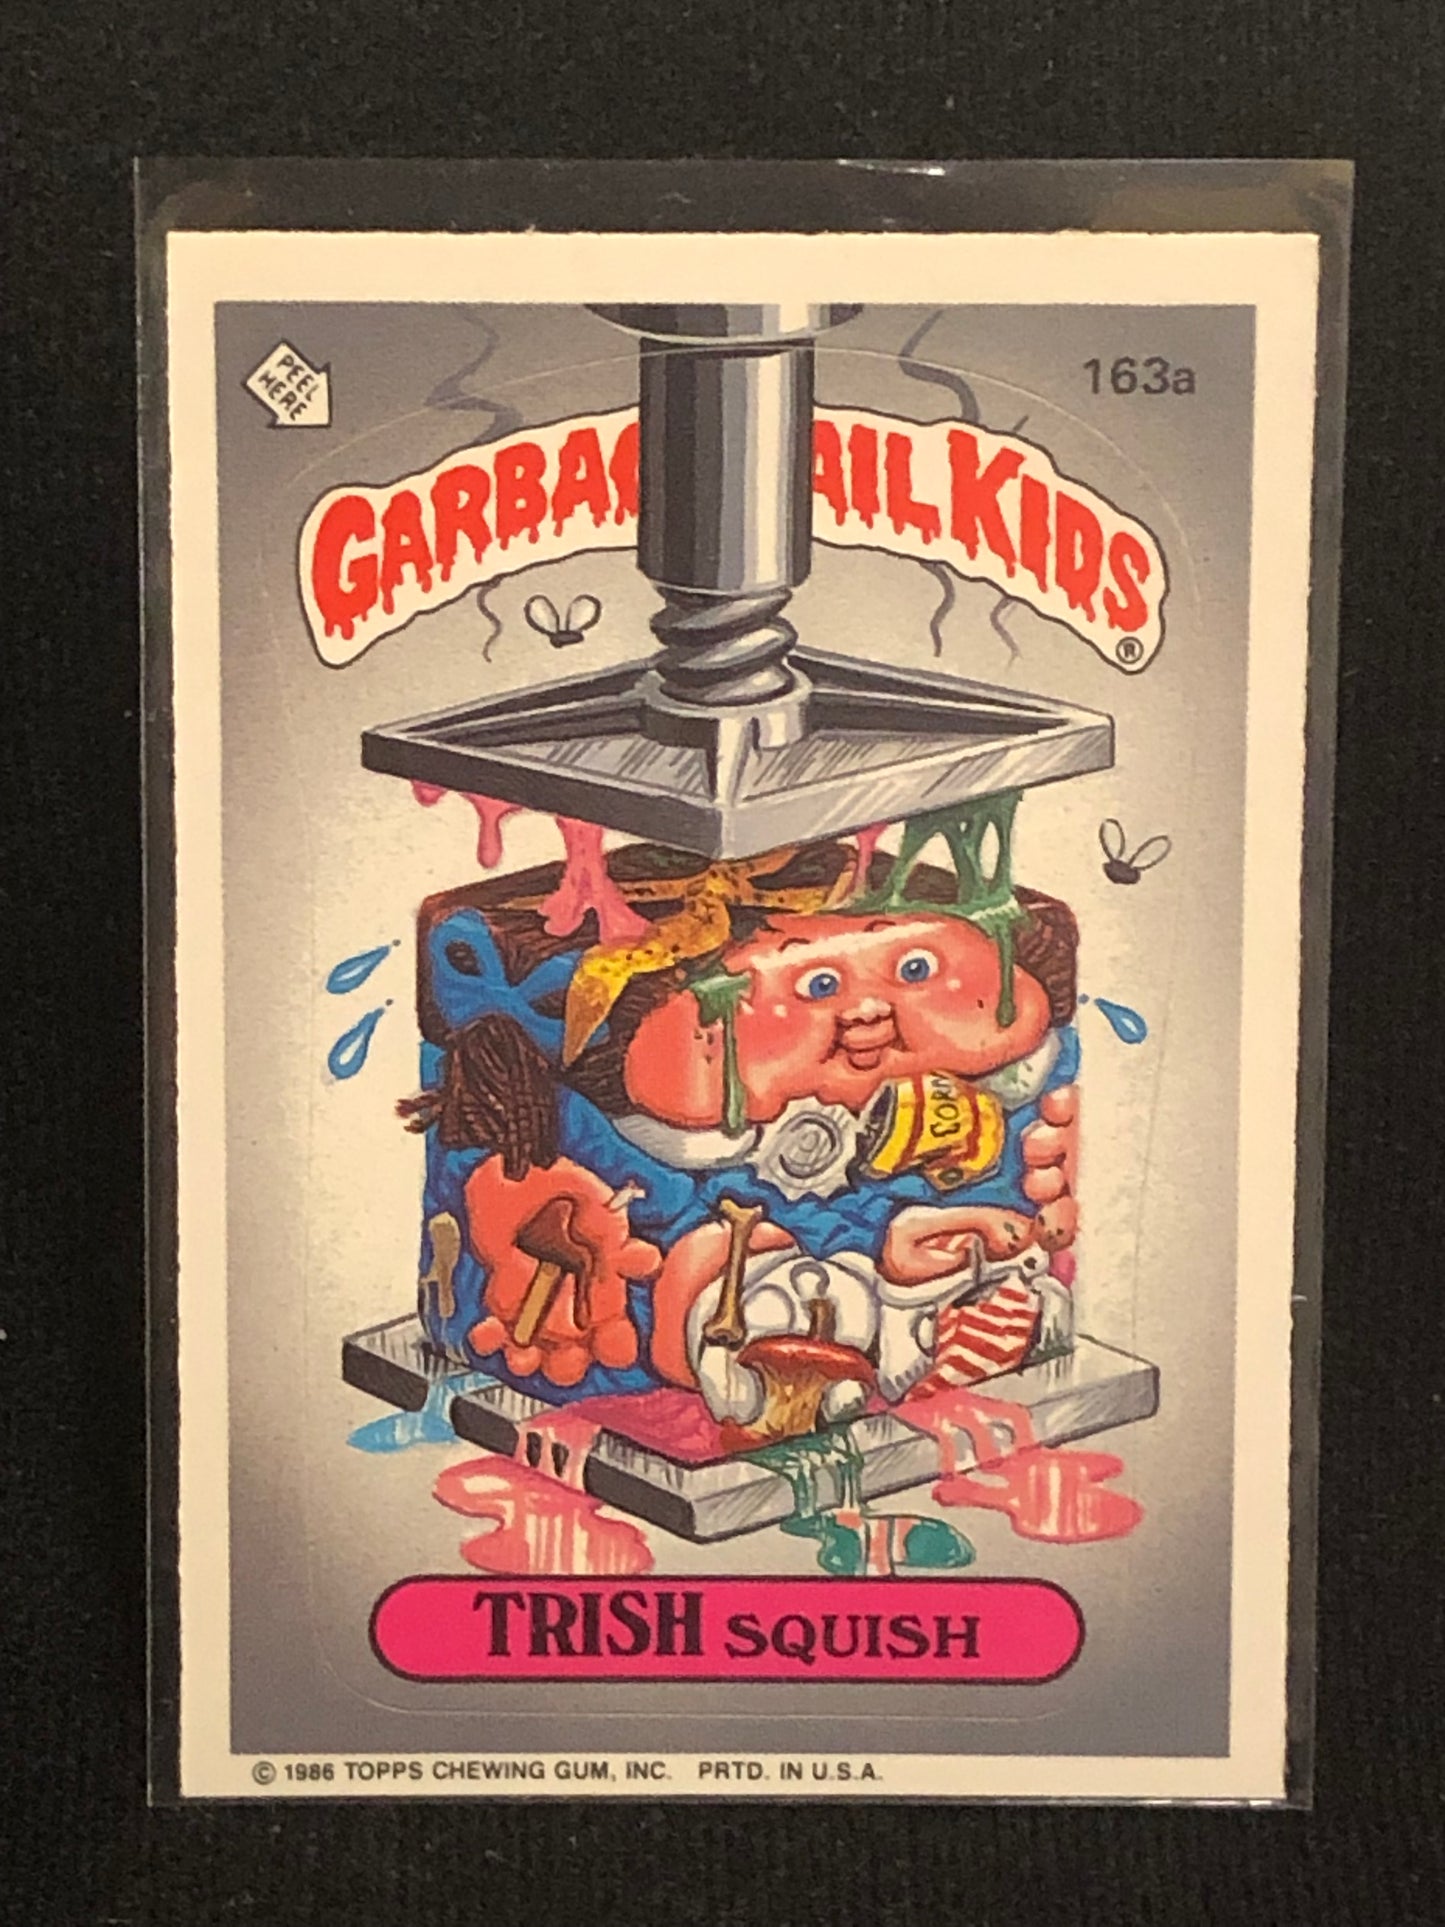 PEEL
HERE
163a
GARBAG AIL KIDS
®
CORN
TRISH SQUISH
© 1986 TOPPS CHEWING GUM, INC. PRTD. IN U.S.A.